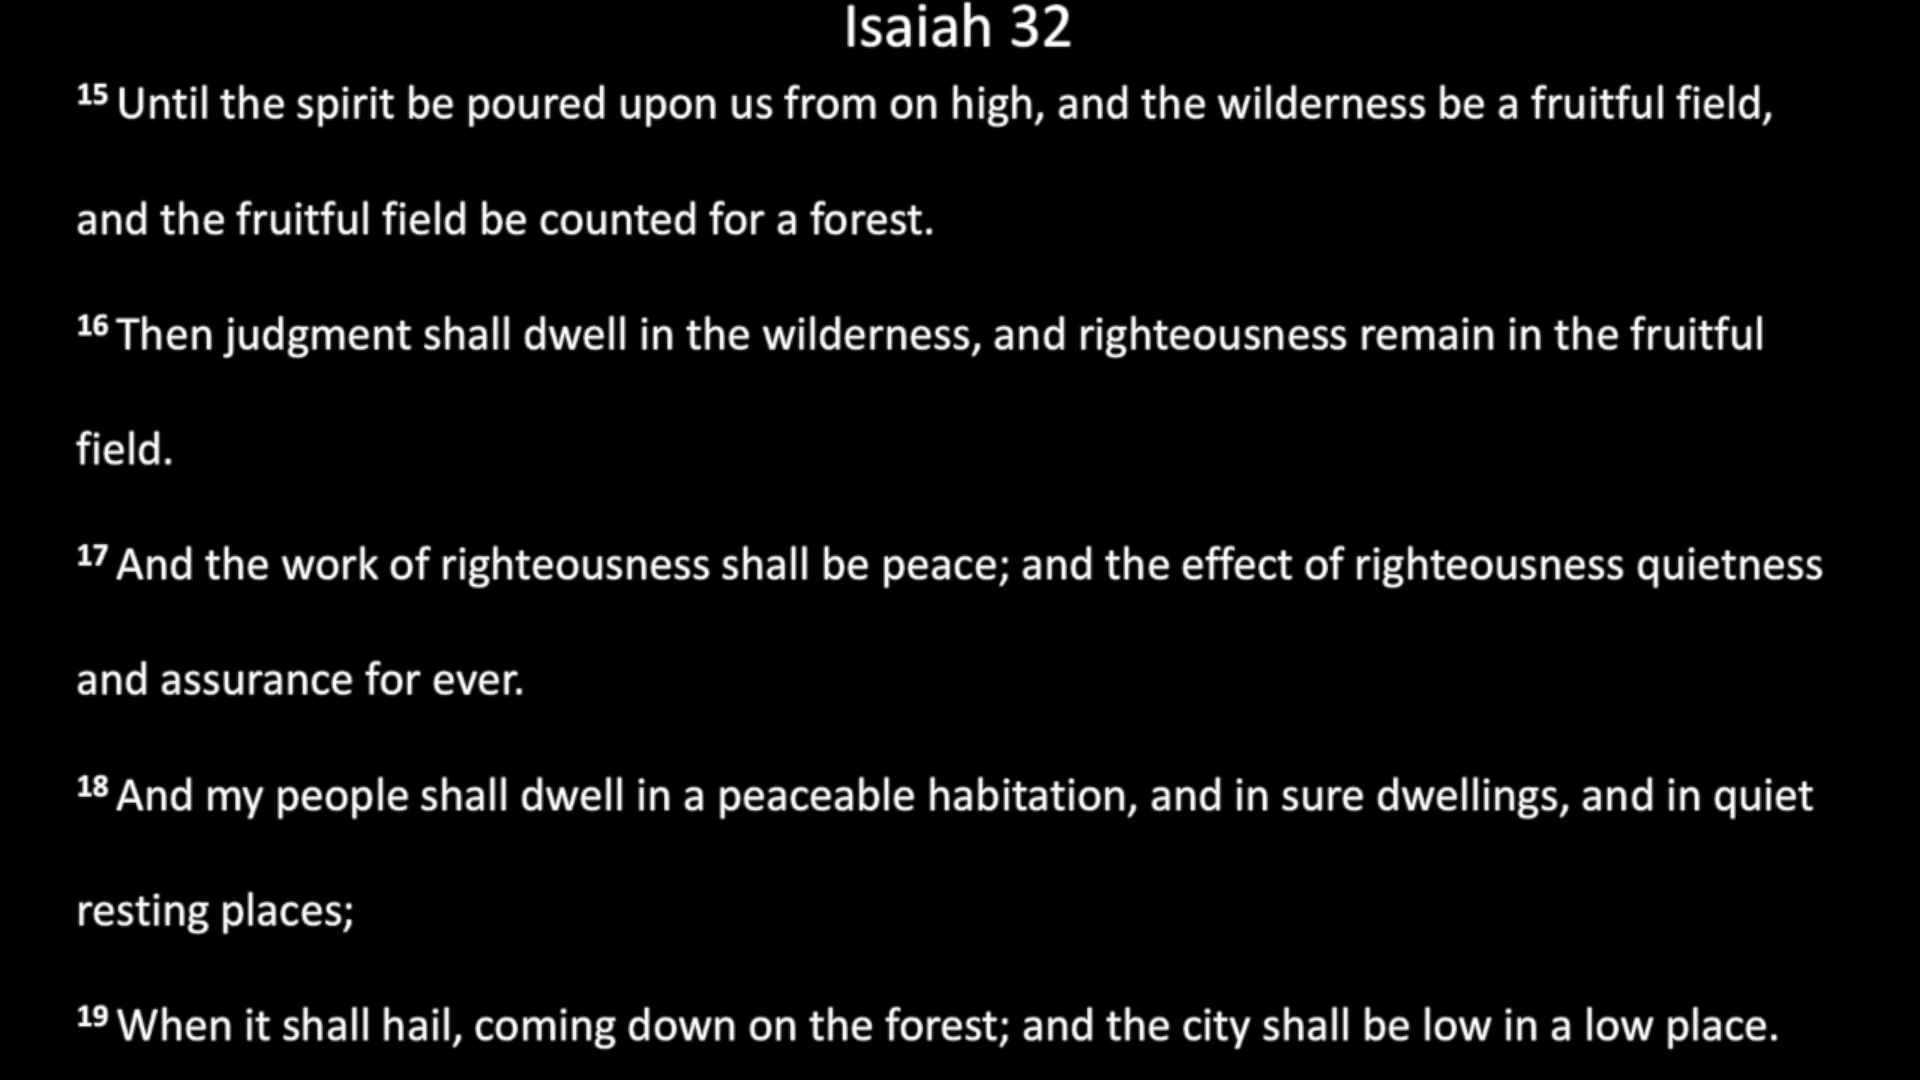 Isaiah 32
15 Until the spirit be poured upon us from on high, and the wilderness be a fruitful field,
and the fruitful field be counted for a forest.
16 Then judgment shall dwell in the wilderness, and righteousness remain in the fruitful
field.
17 And the work of righteousness shall be peace; and the effect of righteousness quietness
and assurance for ever.
18 And my people shall dwell in a peaceable habitation, and in sure dwellings, and in quiet
resting places;
19 When it shall hail, coming down on the forest; and the city shall be low in a low place.